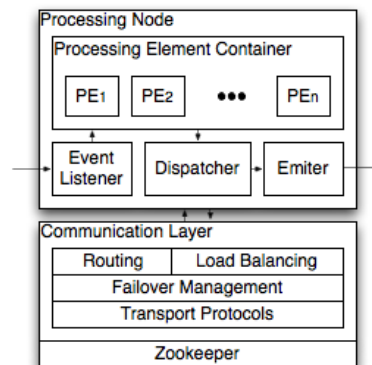 Processing Node
Processing Element Container
PE1 PE2 ••• PEn
Event
Listener
Dispatcher
Emiter
Communication Layer
Routing
Load Balancing
Failover Management
Transport Protocols
Zookeeper